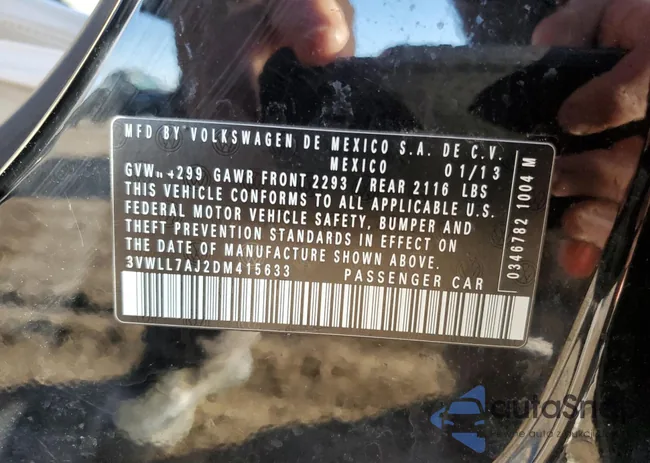 MFD BY VOLKSWAGEN DE MEXICO S.A. DE C.V.
MEXICO 01/13
GAWR FRONT 2293 / REAR 2116 LBS
THIS VEHICLE CONFORMS TO ALL APPLICABLE U.S.
FEDERAL MOTOR VEHICLE SAFETY, BUMPER AND
THEFT PREVENTION STANDARDS IN EFFECT ON
THE DATE OF MANUFACTURE SHOWN ABOVE.
3VWLL7AJ2DM415633 PASSENGER CAR
0346782 1004 M
autoSnap